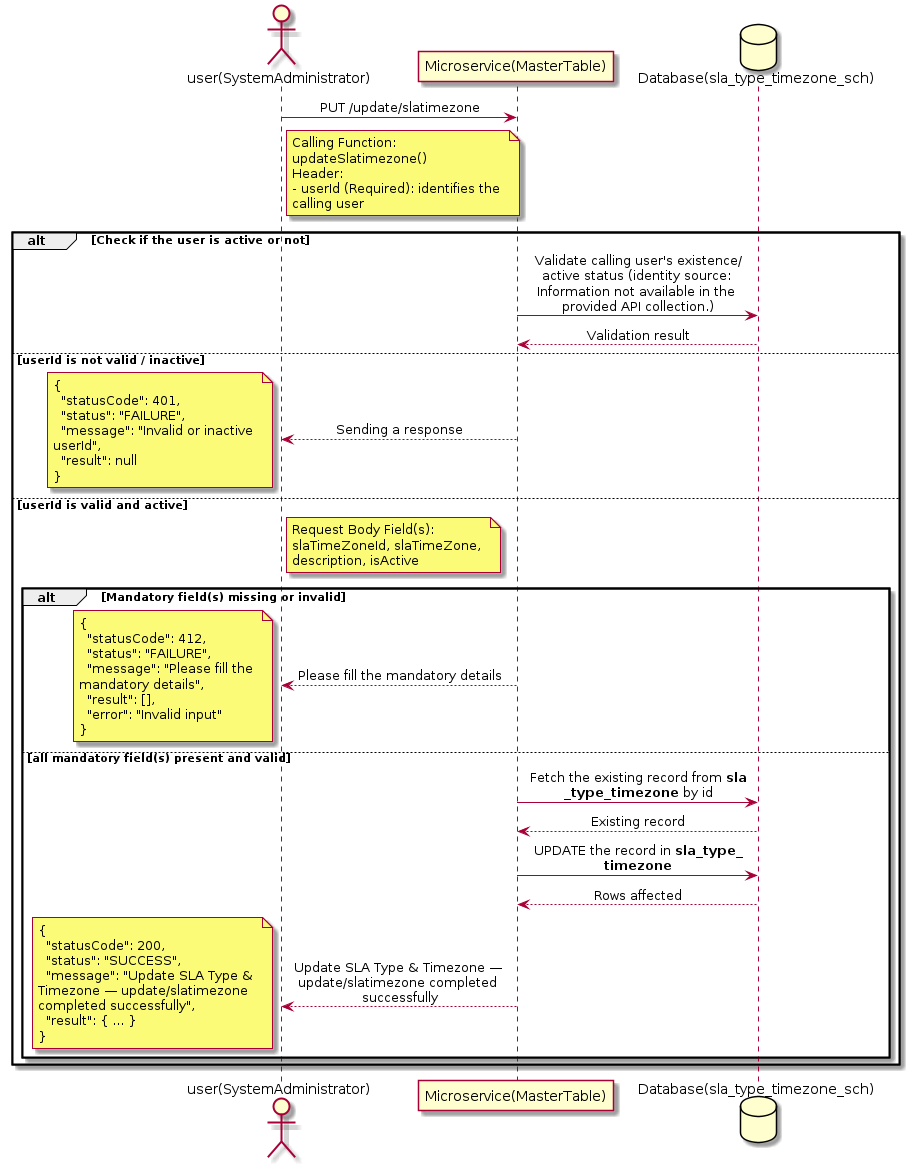 user(SystemAdministrator)
Microservice(MasterTable)
Database(sla_type_timezone_sch)
PUT /update/slatimezone
Calling Function:
updateSlatimezone()
Header:
- userId (Required): identifies the
calling user
alt
[Check if the user is active or not]
Validate calling user's existence/
active status (identity source:
Information not available in the
provided API collection.)
Validation result
[userId is not valid / inactive]
{
"statusCode": 401,
"status": "FAILURE",
"message": "Invalid or inactive
userId",
"result": null
}
Sending a response
[userId is valid and active]
Request Body Field(s):
slaTimeZoneId, slaTimeZone,
description, isActive
alt
[Mandatory field(s) missing or invalid]
{
"statusCode": 412,
"status": "FAILURE",
"message": "Please fill the
mandatory details",
"result": [],
"error": "Invalid input"
}
Please fill the mandatory details
[all mandatory field(s) present and valid]
Fetch the existing record from sla
_type_timezone by id
Existing record
UPDATE the record in sla_type_
timezone
Rows affected
{
"statusCode": 200,
"status": "SUCCESS",
"message": "Update SLA Type &
Timezone — update/slatimezone
completed successfully",
"result": { ... }
}
Update SLA Type & Timezone —
update/slatimezone completed
successfully
user(SystemAdministrator)
Microservice(MasterTable)
Database(sla_type_timezone_sch)